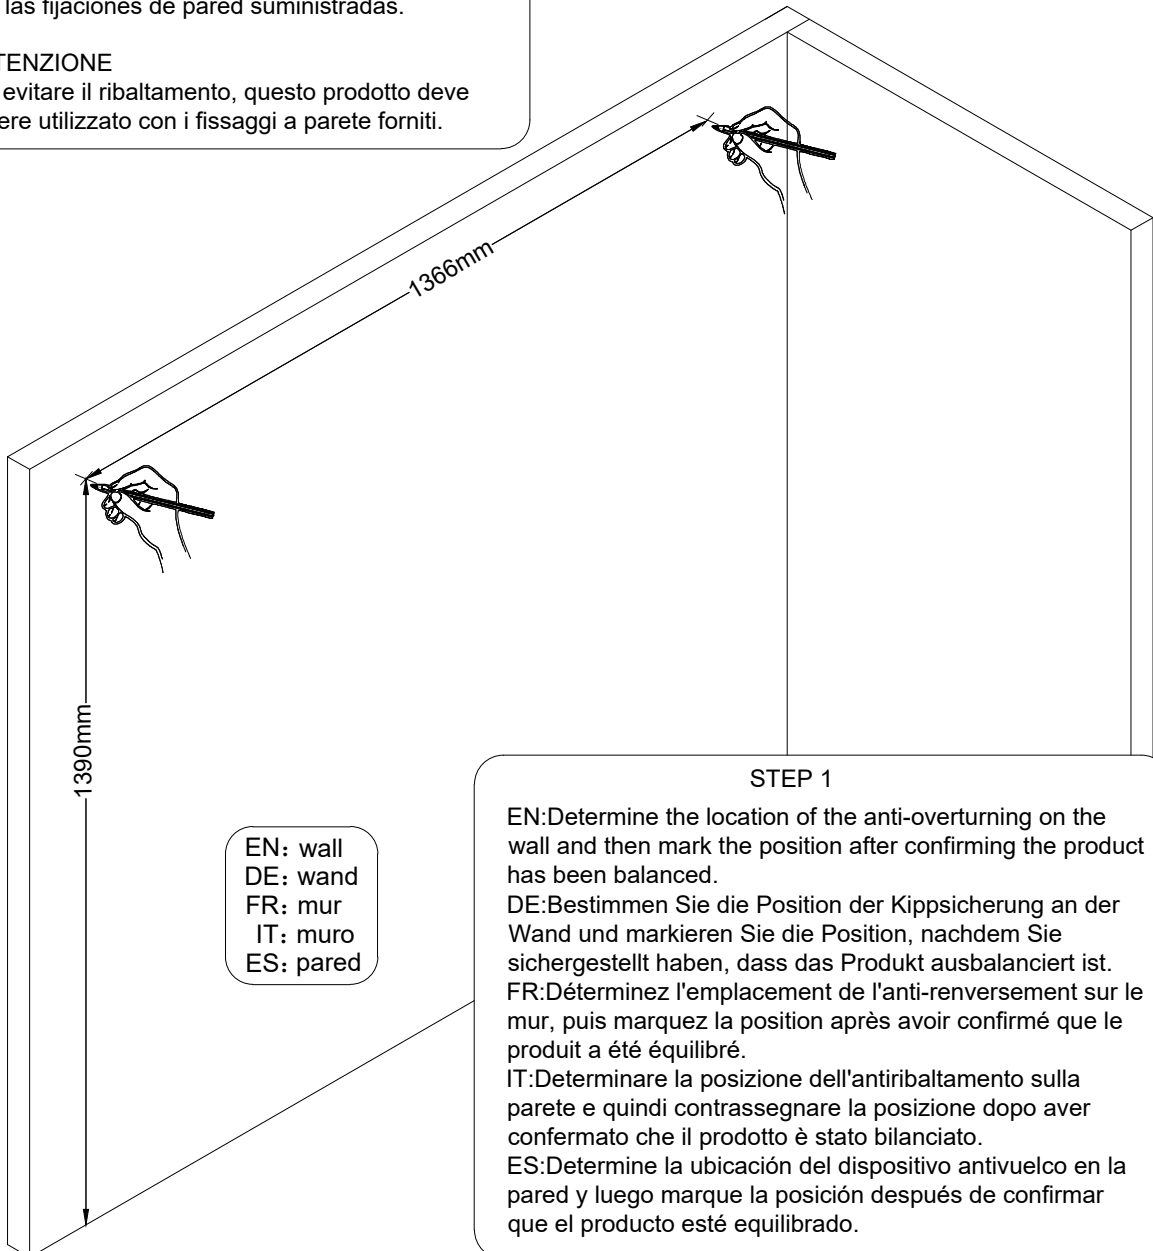 las fijaciones de pared suministradas.
TENZIONE
evitare il ribaltamento, questo prodotto deve
ere utilizzato con i fissaggi a parete forniti.
1366mm
1390mm
EN: wall
DE: wand
FR: mur
IT: muro
ES: pared
STEP 1
EN:Determine the location of the anti-overturning on the
wall and then mark the position after confirming the product
has been balanced.
DE:Bestimmen Sie die Position der Kippsicherung an der
Wand und markieren Sie die Position, nachdem Sie
sichergestellt haben, dass das Produkt ausbalanciert ist.
FR:Déterminez l'emplacement de l'anti-renversement sur le
mur, puis marquez la position après avoir confirmé que le
produit a été équilibré.
IT:Determinare la posizione dell'antiribaltamento sulla
parete e quindi contrassegnare la posizione dopo aver
confermato che il prodotto è stato bilanciato.
ES:Determine la ubicación del dispositivo antivuelco en la
pared y luego marque la posición después de confirmar
que el producto esté equilibrado.